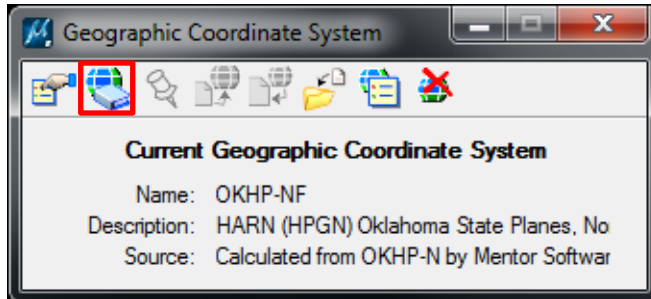 Geographic Coordinate System
Current Geographic Coordinate System
Name: OKHP-NF
Description: HARN (HPGN) Oklahoma State Planes, No
Source: Calculated from OKHP-N by Mentor Softwar